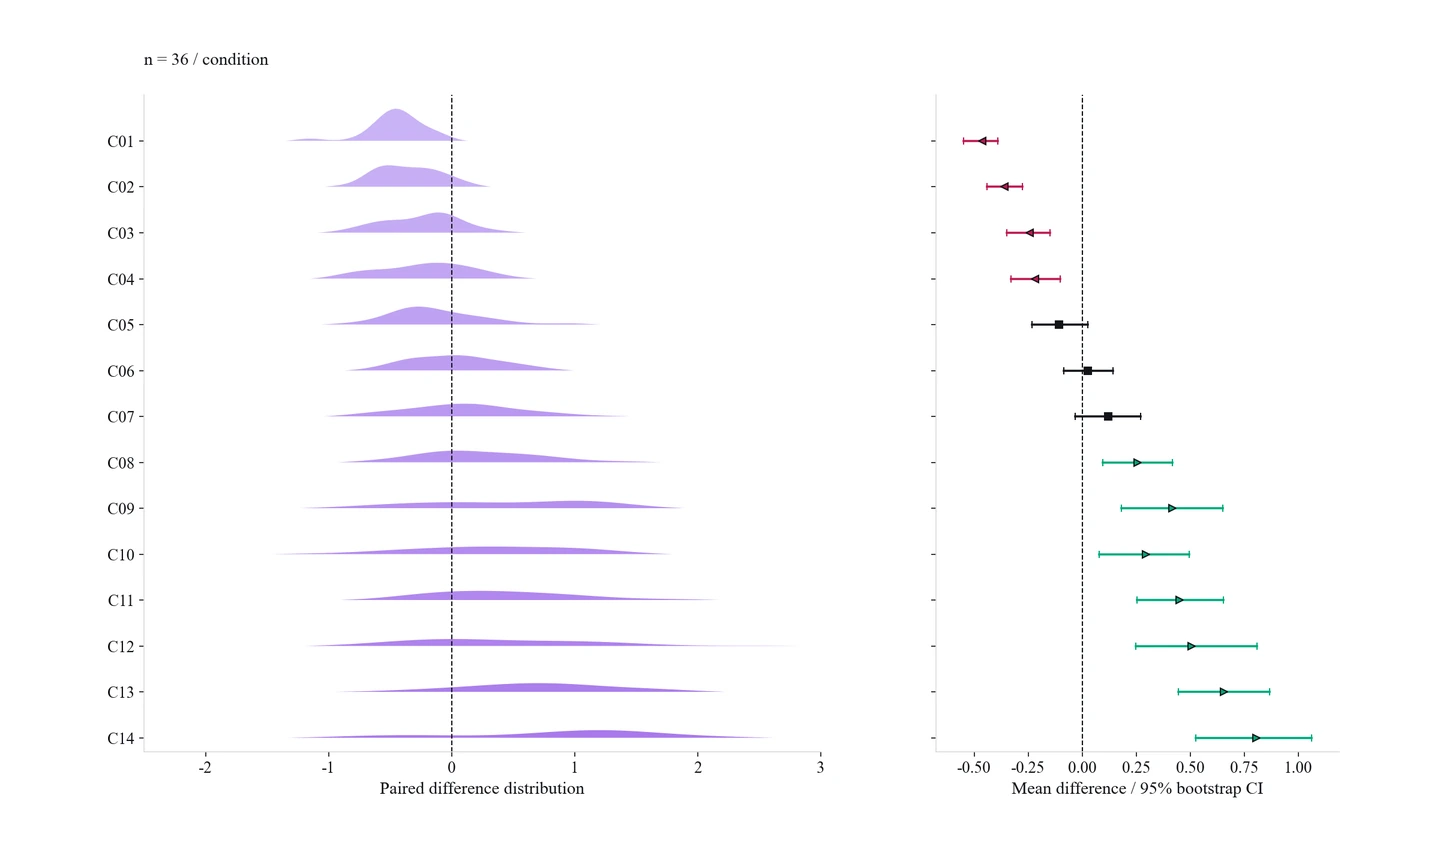 n = 36 / condition
C01
C02
C03
C04
C05
C06
C07
C08
C09
C10
C11
C12
C13
C14
-2 -1 0 1 2 3
Paired difference distribution
-0.50 -0.25 0.00 0.25 0.50 0.75 1.00
Mean difference / 95% bootstrap CI